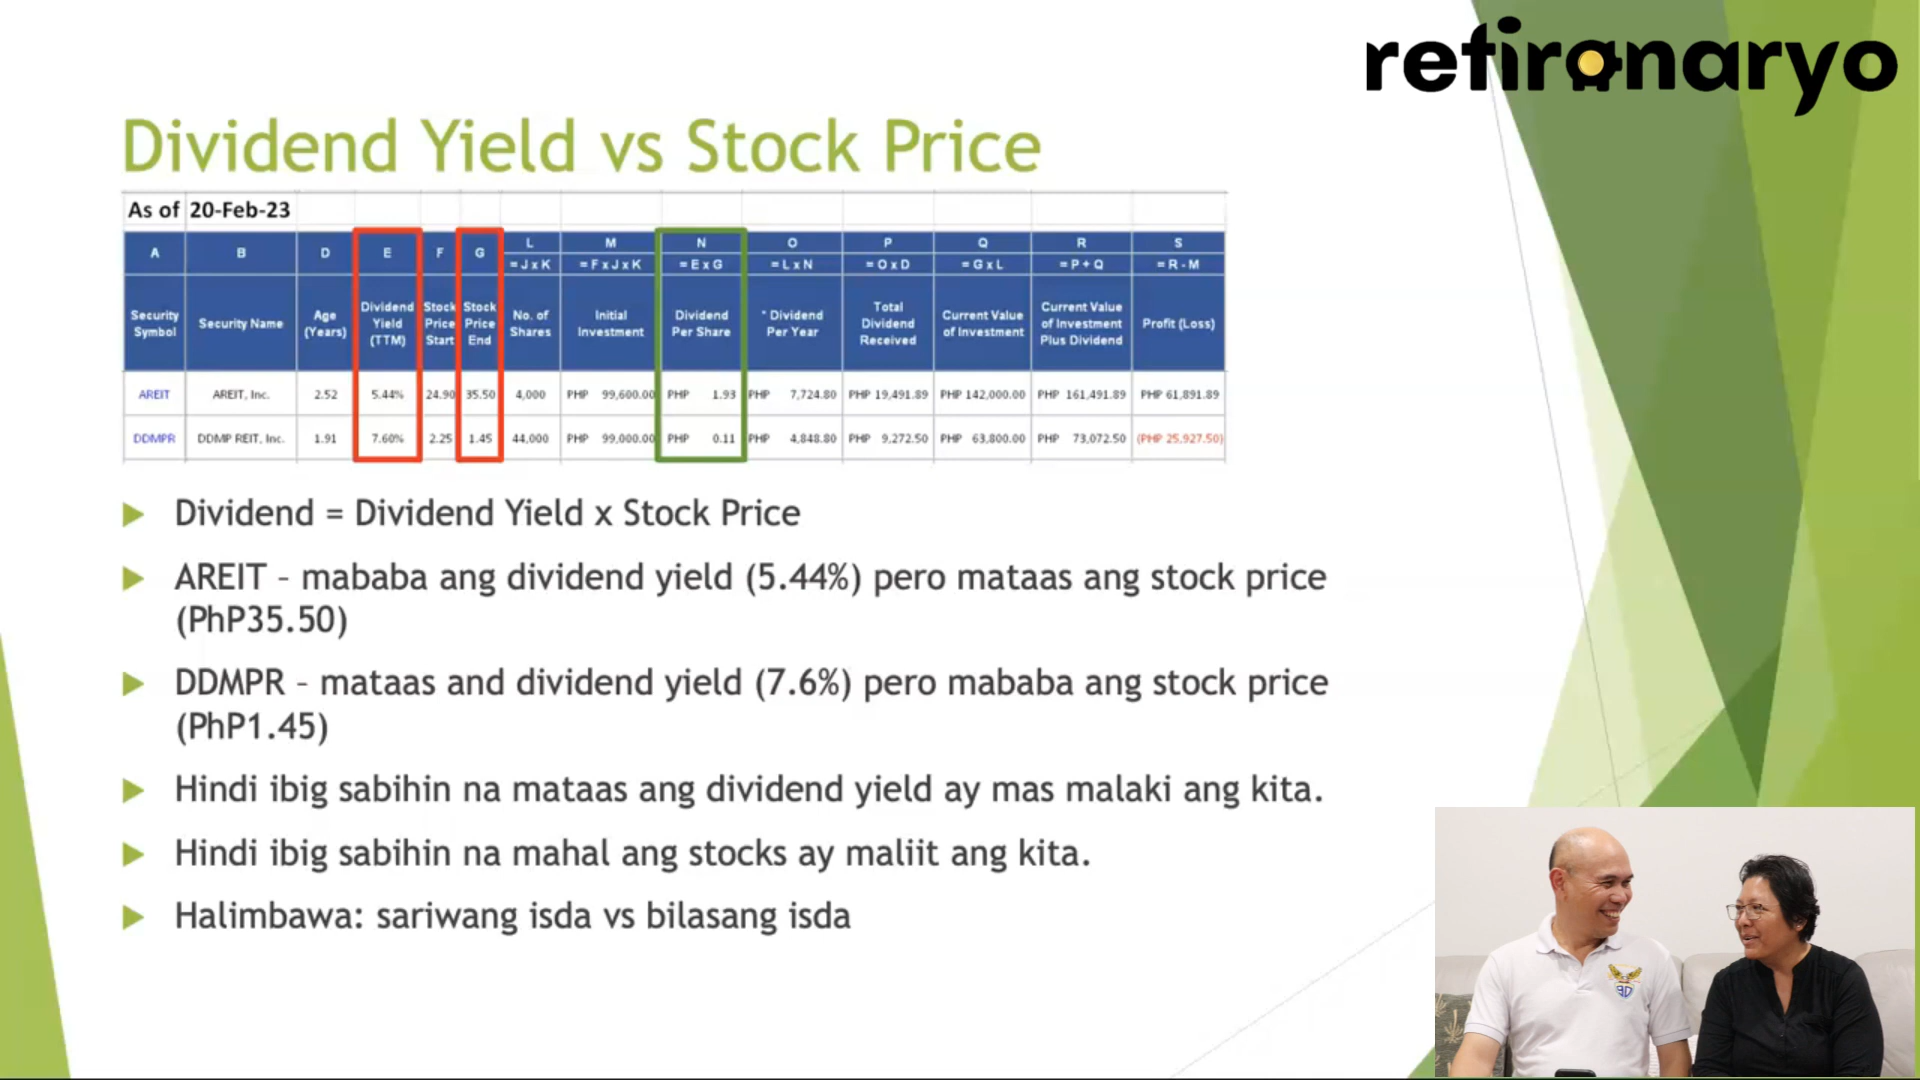 retiranaryo
Dividend Yield vs Stock Price
As of 20-Feb-23
A B D E F G L M N O P Q R S
=JxK =FxJxK =ExG =LxN =OxD =GxL =P+Q =R-M
Security Symbol Security Name Age (Years) Dividend Yield (TTM) Stock Price Start Stock Price End No. of Shares Initial Investment Dividend Per Share * Dividend Per Year Total Dividend Received Current Value of Investment Current Value of Investment Plus Dividend Profit (Loss)
AREIT AREIT, Inc. 2.52 5.44% 24.90 35.50 4,000 PHP 99,600.00 PHP 1.93 PHP 7,724.80 PHP 19,491.89 PHP 142,000.00 PHP 161,491.89 PHP 61,891.89
DDMPR DDMP REIT, Inc. 1.91 7.60% 2.25 1.45 44,000 PHP 99,000.00 PHP 0.11 PHP 4,848.80 PHP 9,272.50 PHP 63,800.00 PHP 73,072.50 (PHP 25,927.50)
Dividend = Dividend Yield x Stock Price
AREIT – mababa ang dividend yield (5.44%) pero mataas ang stock price
(PhP35.50)
DDMPR – mataas and dividend yield (7.6%) pero mababa ang stock price
(PhP1.45)
Hindi ibig sabihin na mataas ang dividend yield ay mas malaki ang kita.
Hindi ibig sabihin na mahal ang stocks ay maliit ang kita.
Halimbawa: sariwang isda vs bilasang isda